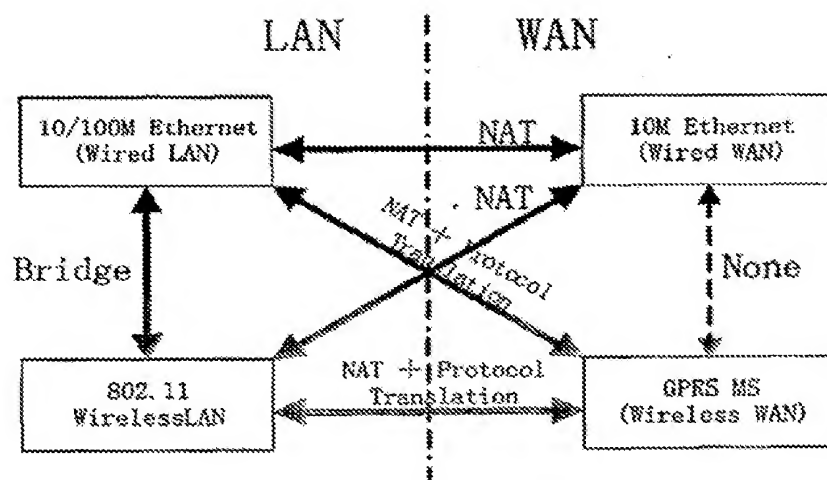 LAN
WAN
10/100M Ethernet
(Wired LAN)
NAT
10M Ethernet
(Wired WAN)
NAT
NAT + Protocol
Translation
Bridge
None
802.11
WirelessLAN
NAT + Protocol
Translation
GPRS MS
(Wireless WAN)